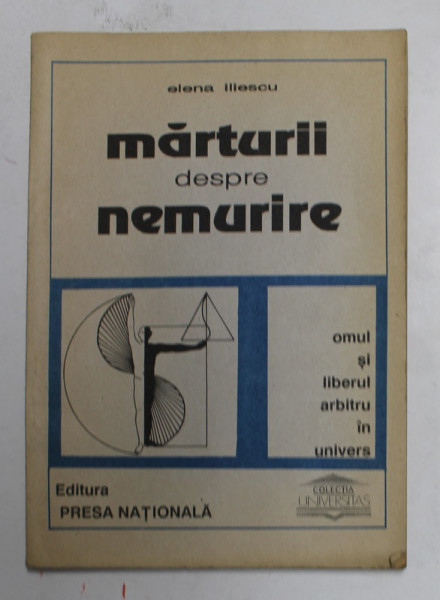 elena iliescu
mărturii
despre
nemurire
omul
și
liberul
arbitru
în
univers
Editura
PRESA NAȚIONALĂ
COLECȚIA
UNIVERSITAS